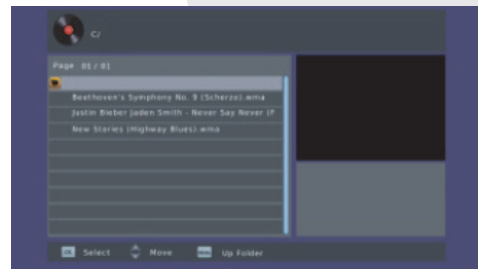 C/
Page 01/01
Beethoven's Symphony No. 9 (Scherzo).wma
Justin Bieber Jaden Smith - Never Say Never (F
New Stories (Highway Blues).wma
OK Select Move MENU Up Folder